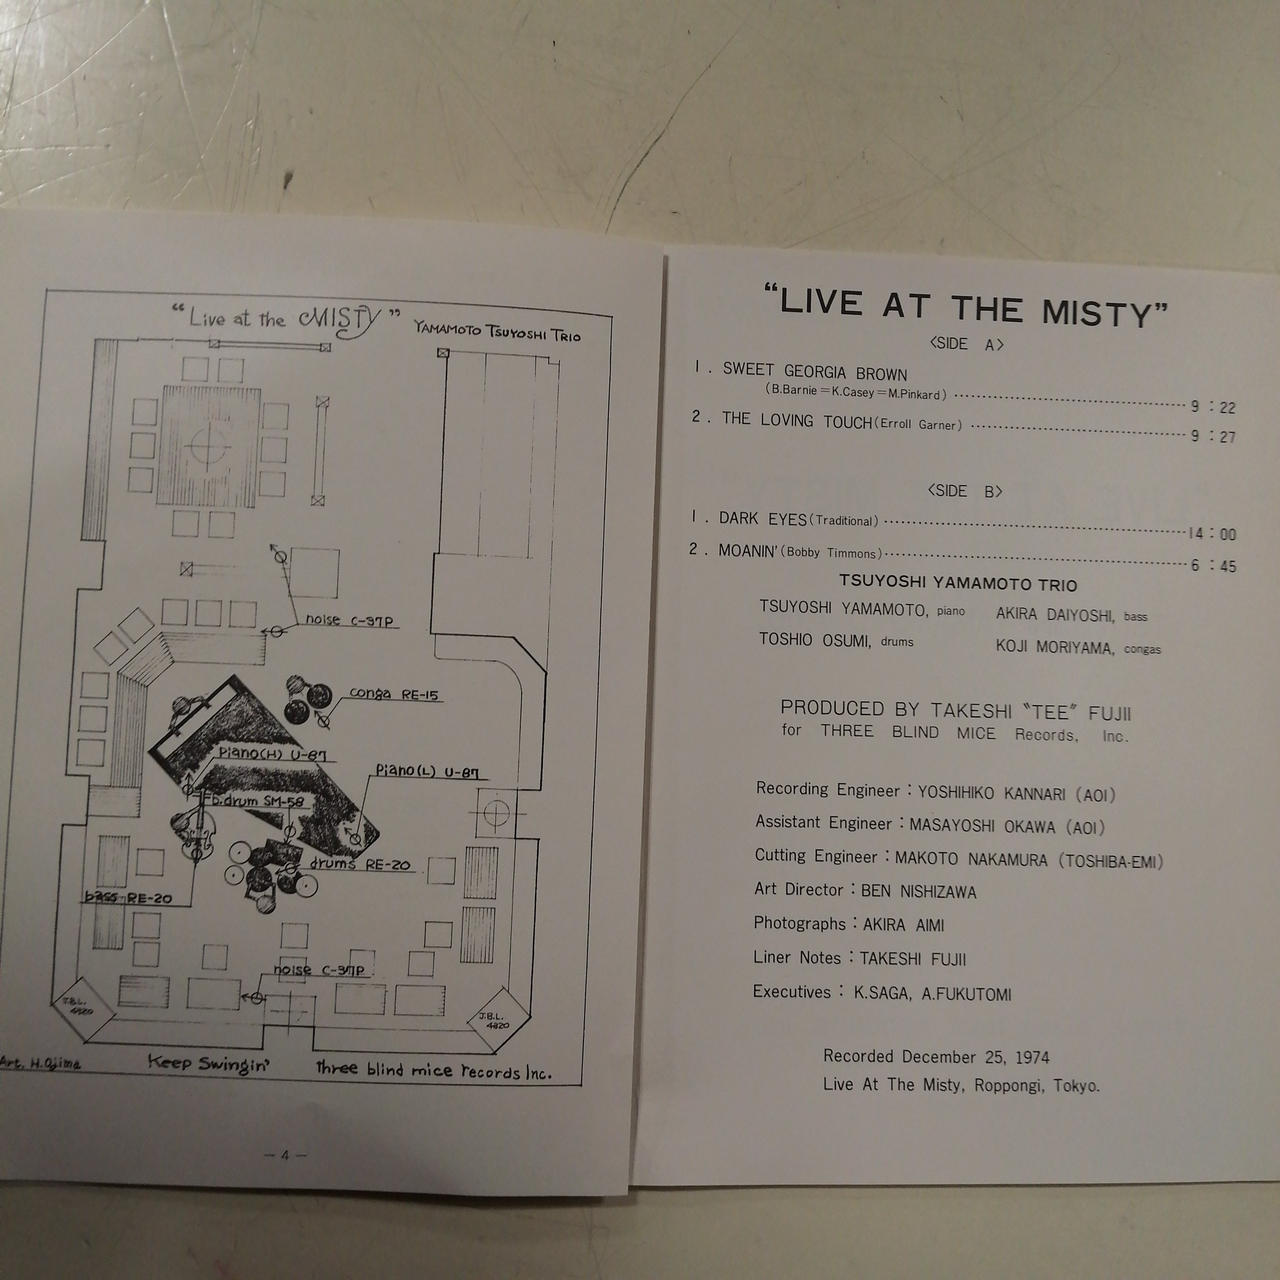 "Live at the MISTY" YAMAMOTO TSUYOSHI TRIO
noise C-37P
conga RE-15
Piano(H) U-87
Piano(L) U-87
b.drum SM-58
drums RE-20
bass RE-20
noise C-37P
J.B.L. 4320
J.B.L. 4320
Art. H.Ojima Keep Swingin' three blind mice records Inc.
— 4 —
"LIVE AT THE MISTY"
<SIDE A>
1. SWEET GEORGIA BROWN
(B.Barnie=K.Casey=M.Pinkard) 9:22
2. THE LOVING TOUCH (Erroll Garner) 9:27
<SIDE B>
1. DARK EYES (Traditional) 14:00
2. MOANIN' (Bobby Timmons) 6:45
TSUYOSHI YAMAMOTO TRIO
TSUYOSHI YAMAMOTO, piano AKIRA DAIYOSHI, bass
TOSHIO OSUMI, drums KOJI MORIYAMA, congas
PRODUCED BY TAKESHI "TEE" FUJII
for THREE BLIND MICE Records, Inc.
Recording Engineer : YOSHIHIKO KANNARI (AOI)
Assistant Engineer : MASAYOSHI OKAWA (AOI)
Cutting Engineer : MAKOTO NAKAMURA (TOSHIBA-EMI)
Art Director : BEN NISHIZAWA
Photographs : AKIRA AIMI
Liner Notes : TAKESHI FUJII
Executives : K.SAGA, A.FUKUTOMI
Recorded December 25, 1974
Live At The Misty, Roppongi, Tokyo.